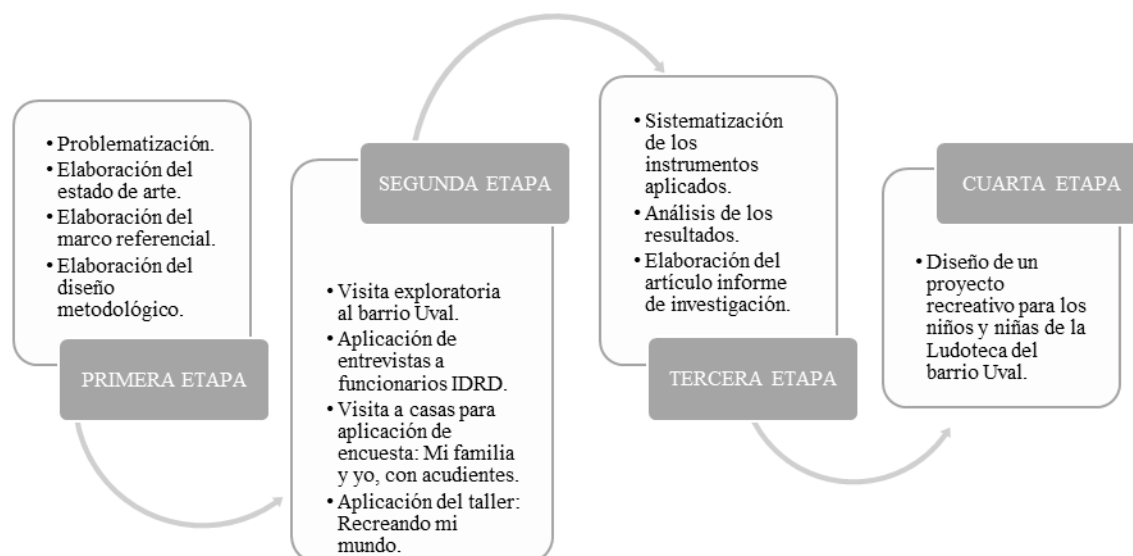 • Problematización.
• Elaboración del
estado de arte.
• Elaboración del
marco referencial.
• Elaboración del
diseño
metodológico.
PRIMERA ETAPA
SEGUNDA ETAPA
• Visita exploratoria
al barrio Uval.
• Aplicación de
entrevistas a
funcionarios IDRD.
• Visita a casas para
aplicación de
encuesta: Mi familia
y yo, con acudientes.
• Aplicación del taller:
Recreando mi
mundo.
• Sistematización
de los
instrumentos
aplicados.
• Análisis de los
resultados.
• Elaboración del
artículo informe
de investigación.
TERCERA ETAPA
CUARTA ETAPA
• Diseño de un
proyecto
recreativo para los
niños y niñas de la
Ludoteca del
barrio Uval.